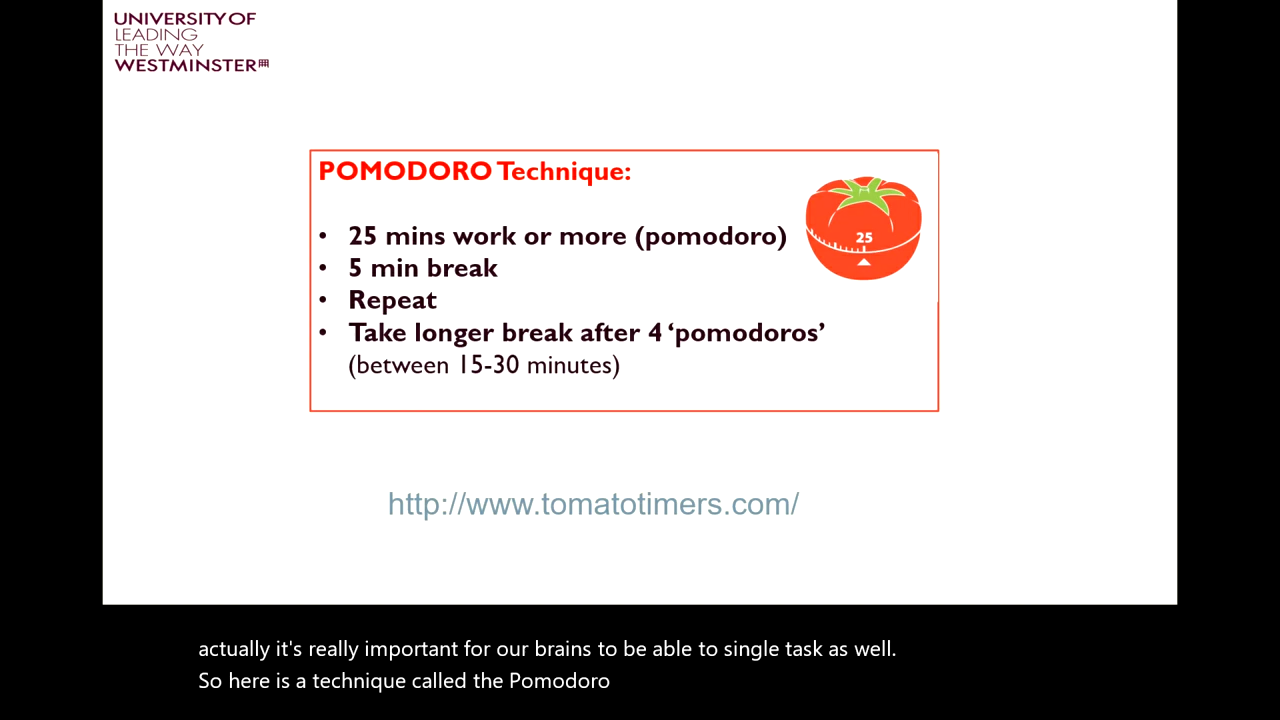 UNIVERSITY OF
LEADING
THE WAY
WESTMINSTER
POMODORO Technique:
• 25 mins work or more (pomodoro)
• 5 min break
• Repeat
• Take longer break after 4 ‘pomodoros’
(between 15-30 minutes)
25
http://www.tomatotimers.com/
actually it's really important for our brains to be able to single task as well.
So here is a technique called the Pomodoro